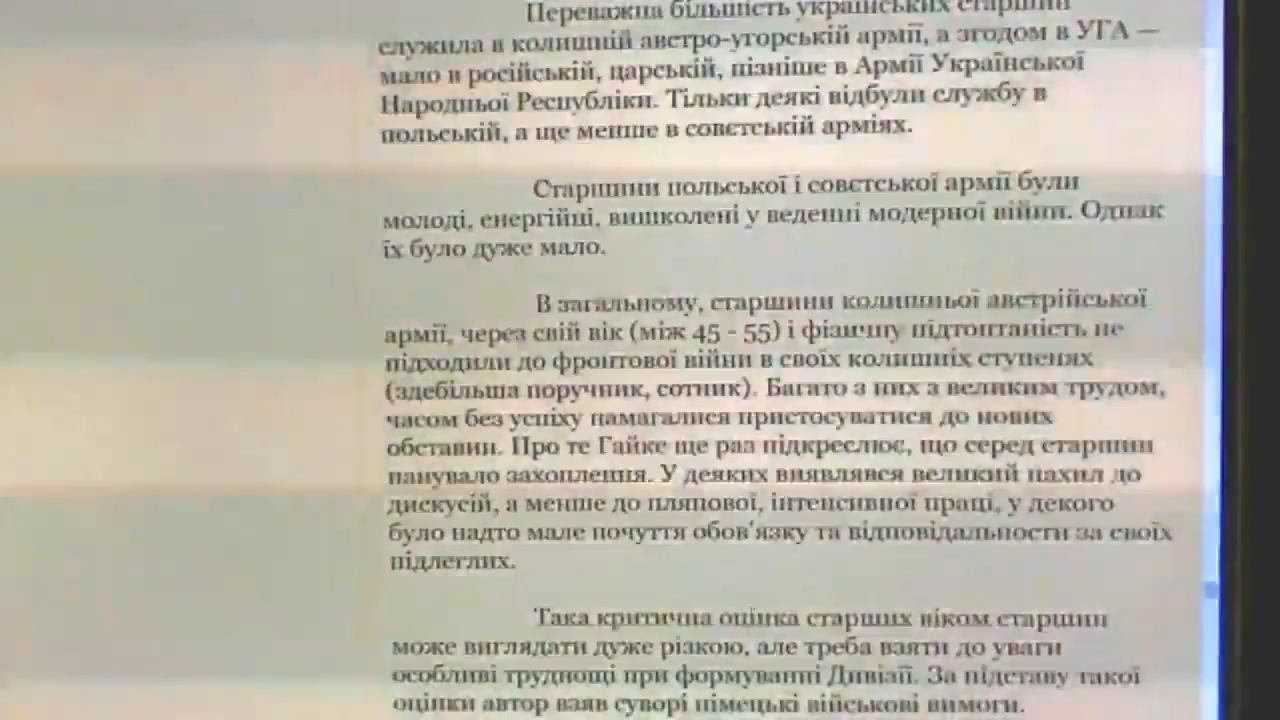 Переважна більшість українських старшин
служила в колишній австро-угорській армії, а згодом в УГА —
мало в російській, царській, пізніше в Армії Української
Народньої Республіки. Тільки деякі відбули службу в
польській, а ще менше в совєтській арміях.
Старшини польської і совєтської армії були
молоді, енергійні, вишколені у веденні модерної війни. Однак
їх було дуже мало.
В загальному, старшини колишньої австрійської
армії, через свій вік (між 45 - 55) і фізичну підтоптаність не
підходили до фронтової війни в своїх колишніх ступенях
(здебільша поручник, сотник). Багато з них з великим трудом,
часом без успіху намагалися пристосуватися до нових
обставин. Про те Гайке ще раз підкреслює, що серед старшин
панувало захоплення. У деяких виявлявся великий нахил до
дискусій, а менше до плянової, інтенсивної праці, у декого
було надто мале почуття обов'язку та відповідальности за своїх
підлеглих.
Така критична оцінка старших віком старшин
може виглядати дуже різкою, але треба взяти до уваги
особливі труднощі при формуванні Дивізії. За підставу такої
оцінки автор взяв суворі німецькі військові вимоги.